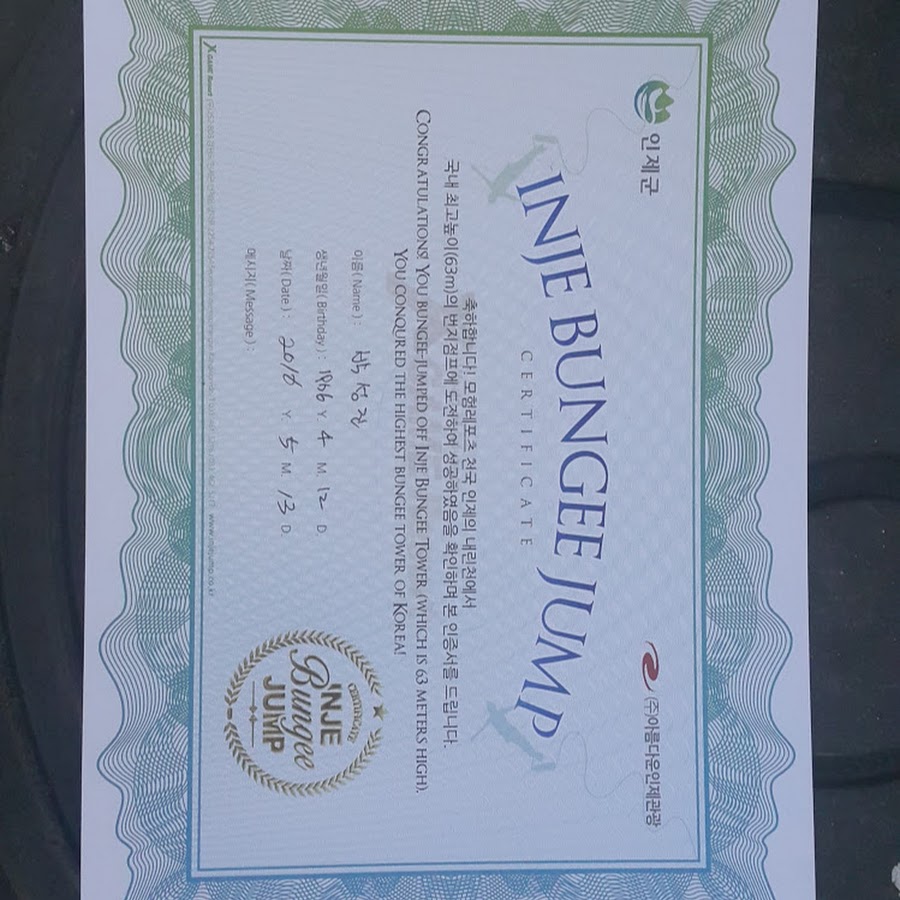 인제군
(주)아름다운인제관광
INJE BUNGEE JUMP
CERTIFICATE
축하합니다! 모험레포츠 천국 인제의 내린천에서
국내 최고높이(63m)의 번지점프에 도전하여 성공하였음을 확인하며 본 인증서를 드립니다.
CONGRATULATIONS! YOU BUNGEE-JUMPED OFF INJE BUNGEE TOWER (WHICH IS 63 METERS HIGH).
YOU CONQURED THE HIGHEST BUNGEE TOWER OF KOREA!
이름( Name ) : 박성진
생년월일( Birthday ) : 1966 Y. 4 M. 12 D.
날짜( Date ) : 2018 Y. 5 M. 13 D.
메시지( Message ) :
CERTIFICATE
INJE
Bungee
JUMP